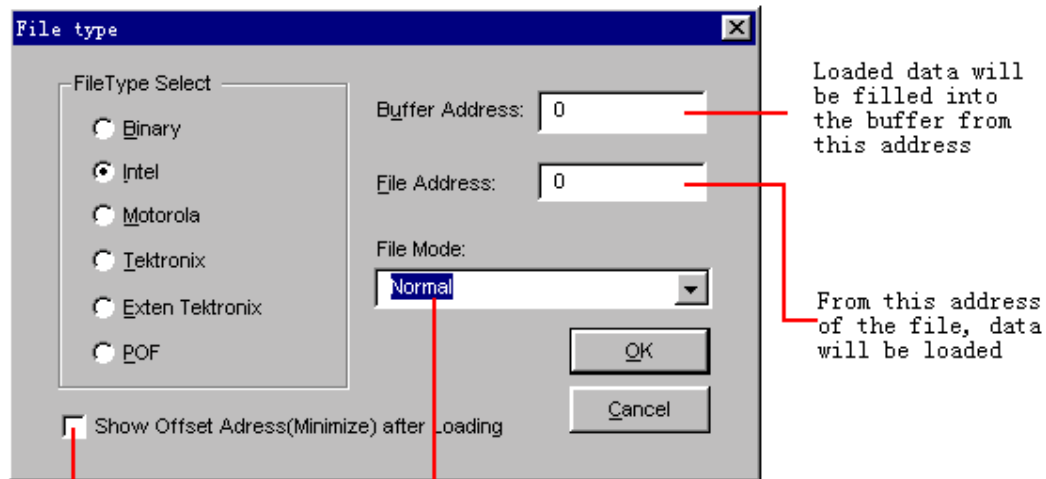 File type
FileType Select
Binary
Intel
Motorola
Tektronix
Exten Tektronix
POF
Buffer Address: 0
File Address: 0
File Mode:
Normal
OK
Cancel
Show Offset Adress(Minimize) after Loading
Loaded data will
be filled into
the buffer from
this address
From this address
of the file, data
will be loaded